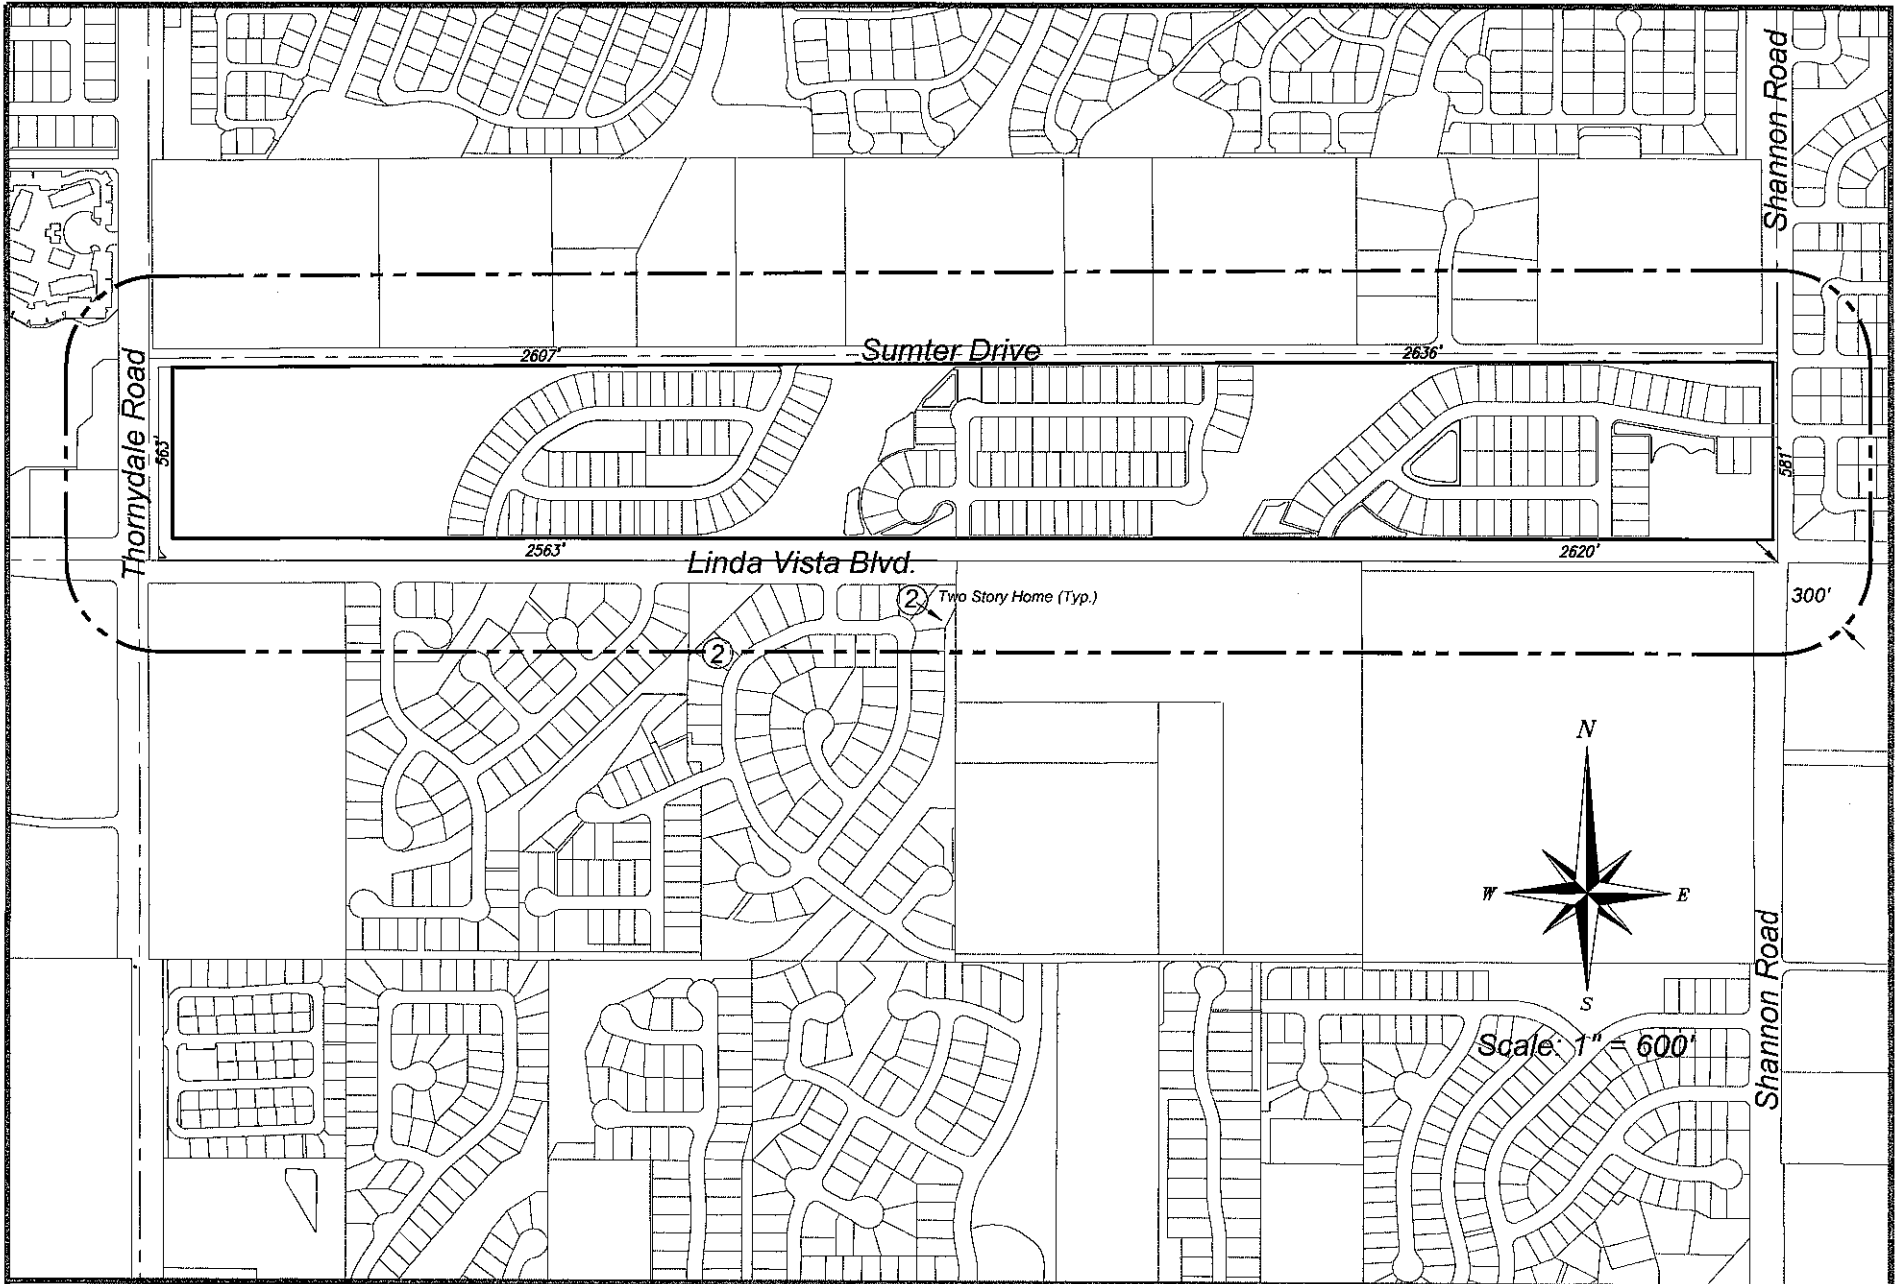 Shannon Road
2607'
Sumter Drive
2636'
Thornydale Road
563'
581'
2563'
Linda Vista Blvd.
2620'
2
Two Story Home (Typ.)
300'
2
N
W
E
S
Scale: 1" = 600'
Shannon Road